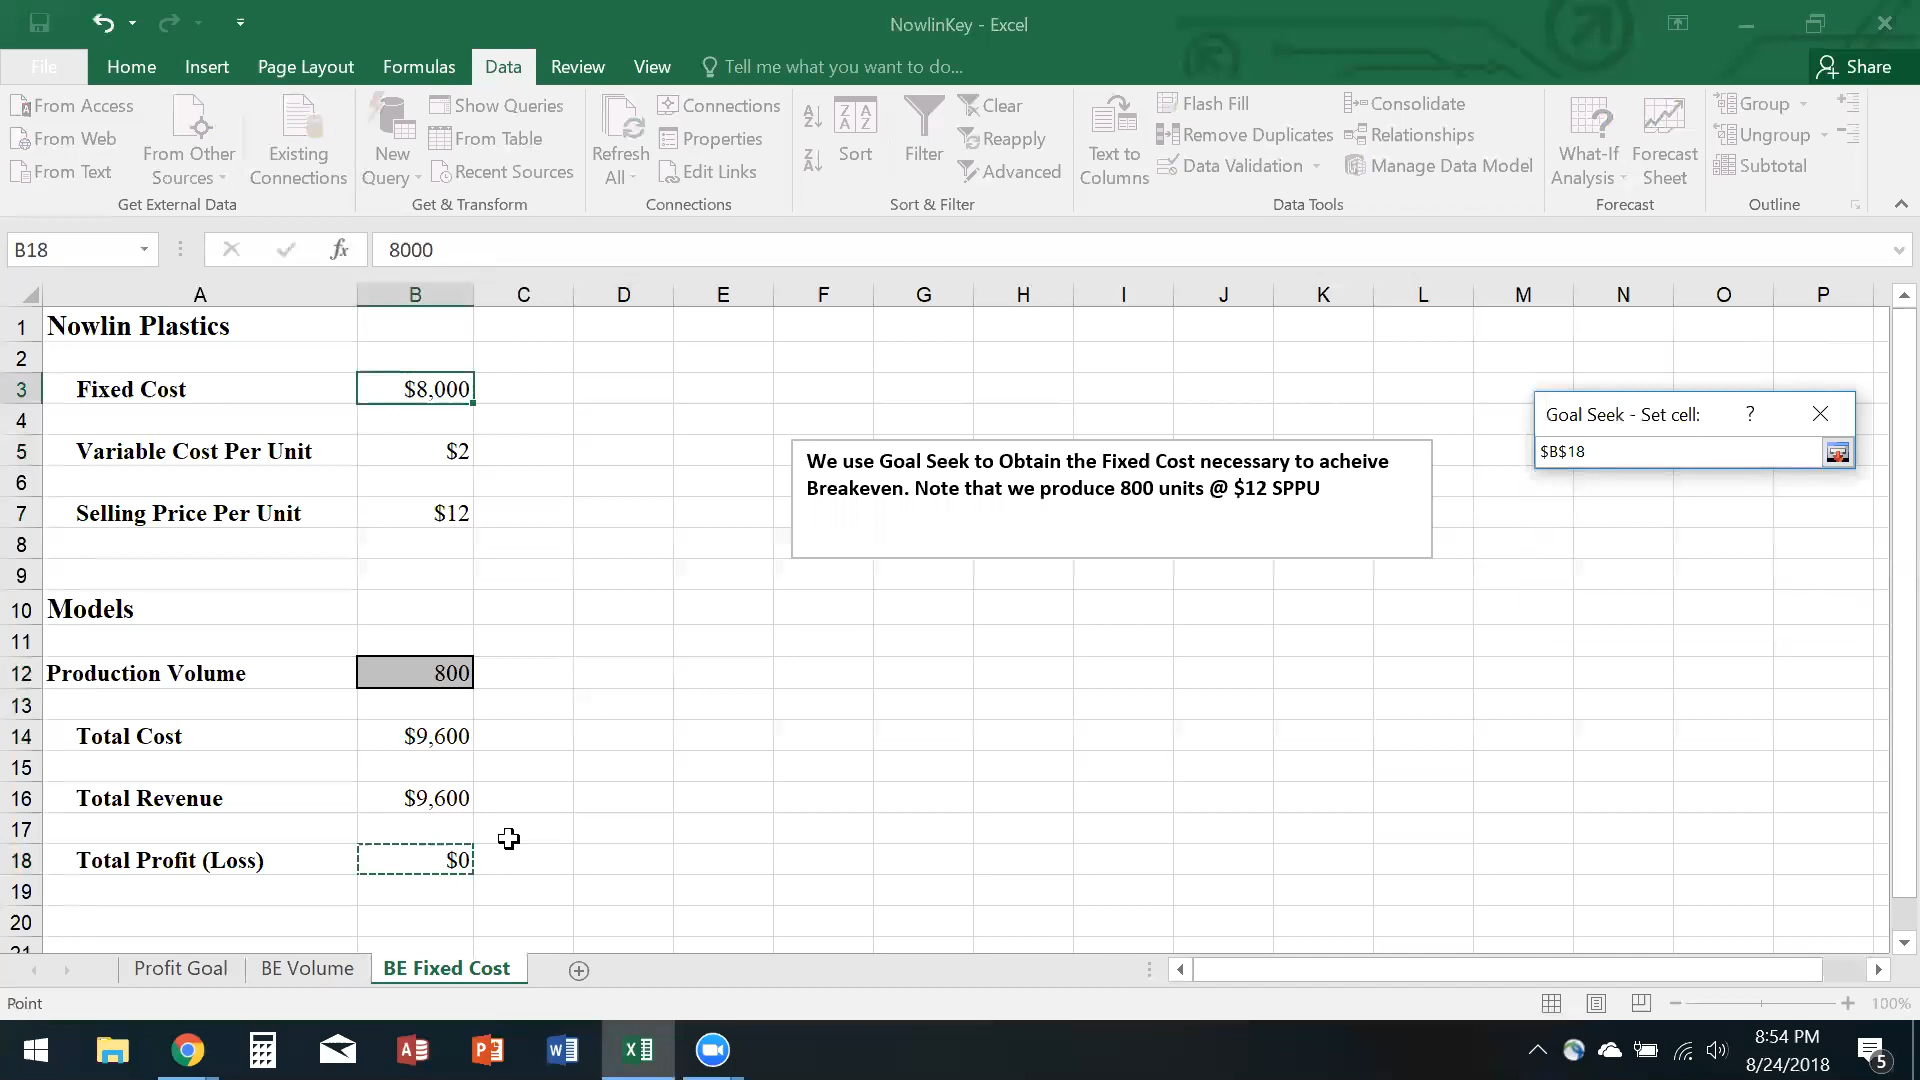 NowlinKey - Excel
File Home Insert Page Layout Formulas Data Review View Tell me what you want to do... Share
From Access
From Web
From Text
From Other
Sources
Existing
Connections
Get External Data
New
Query
Show Queries
From Table
Recent Sources
Get & Transform
Refresh
All
Connections
Properties
Edit Links
Connections
Sort
Filter
Clear
Reapply
Advanced
Sort & Filter
Text to
Columns
Flash Fill
Remove Duplicates
Data Validation
Consolidate
Relationships
Manage Data Model
Data Tools
What-If
Analysis
Forecast
Sheet
Forecast
Group
Ungroup
Subtotal
Outline
B18 fx 8000
A B C D E F G H I J K L M N O P
1 Nowlin Plastics
2
3 Fixed Cost $8,000
4
5 Variable Cost Per Unit $2
6
7 Selling Price Per Unit $12
8
9
10 Models
11
12 Production Volume 800
13
14 Total Cost $9,600
15
16 Total Revenue $9,600
17
18 Total Profit (Loss) $0
19
20
21
We use Goal Seek to Obtain the Fixed Cost necessary to acheive
Breakeven. Note that we produce 800 units @ $12 SPPU
Goal Seek - Set cell: ?
$B$18
Profit Goal BE Volume BE Fixed Cost
Point 100%
8:54 PM
8/24/2018
5